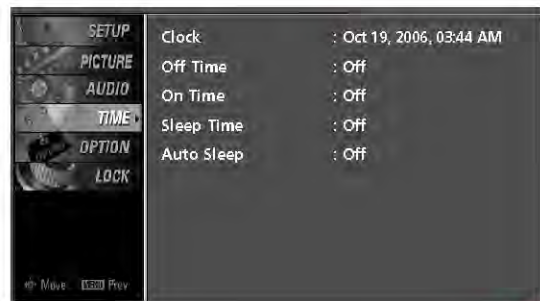 SETUP
PICTURE
AUDIO
TIME
OPTION
LOCK
Move Prev
Clock : Oct 19, 2006, 03:44 AM
Off Time : Off
On Time : Off
Sleep Time : Off
Auto Sleep : Off